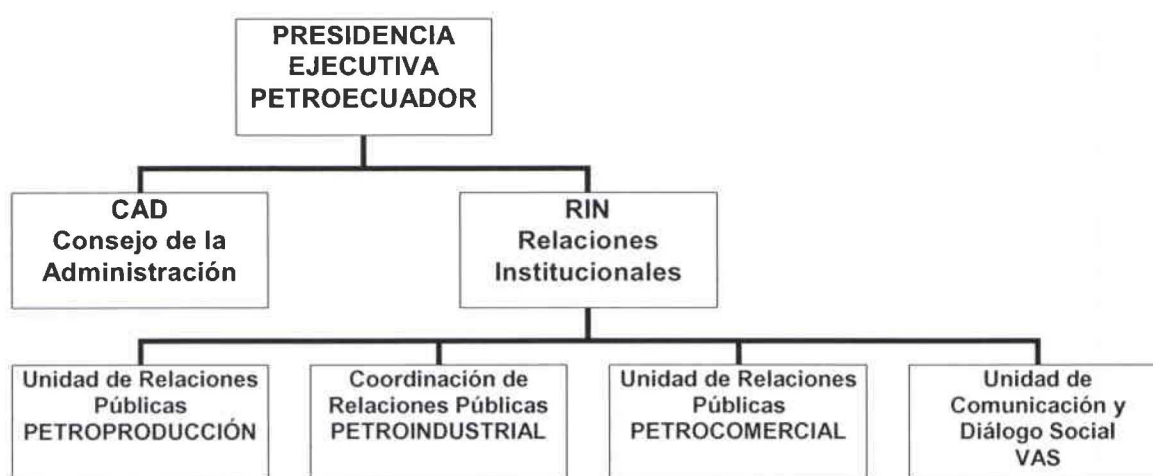 PRESIDENCIA
EJECUTIVA
PETROECUADOR
CAD
Consejo de la
Administración
RIN
Relaciones
Institucionales
Unidad de Relaciones
Públicas
PETROPRODUCCIÓN
Coordinación de
Relaciones Públicas
PETROINDUSTRIAL
Unidad de Relaciones
Públicas
PETROCOMERCIAL
Unidad de
Comunicación y
Diálogo Social
VAS